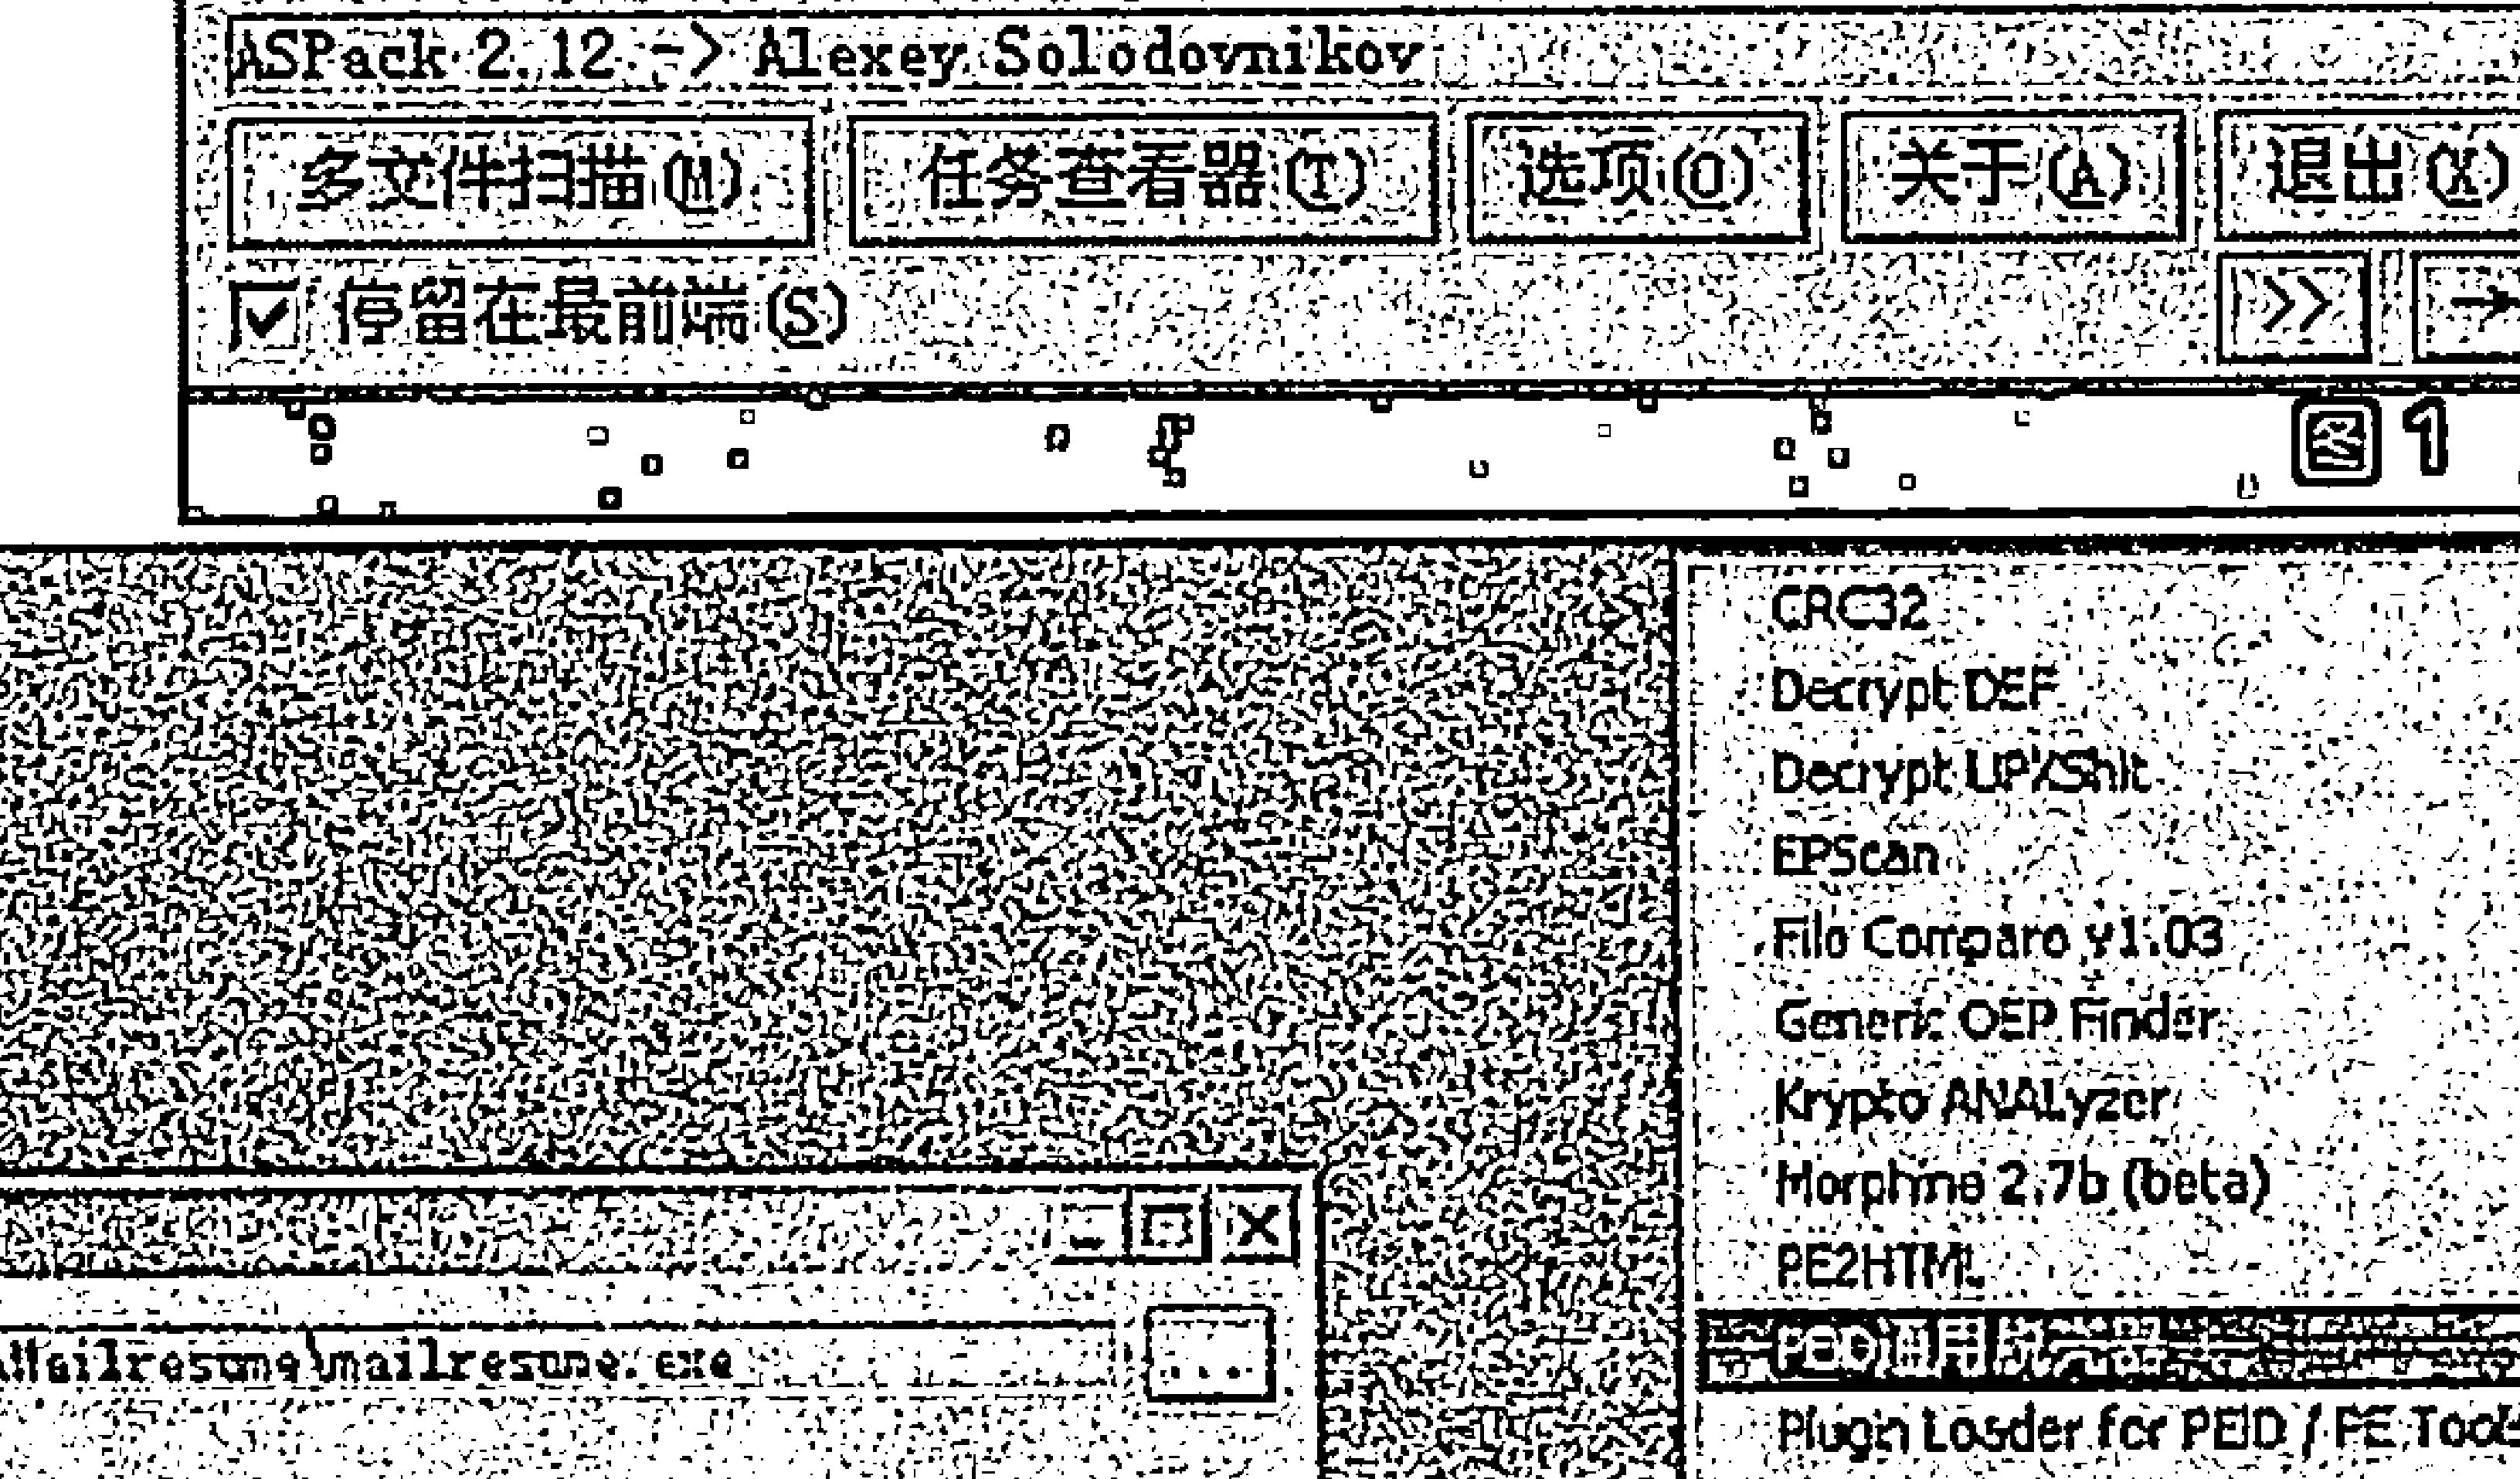 ASPack 2.12 -> Alexey Solodovnikov
多文件扫描(M) 任务查看器(T) 选项(O) 关于(A) 退出(X)
停留在最前端(S) >> ->
图1
CRC32
Decrypt DEF
Decrypt UPXShit
EPScan
File Compare v1.03
Generic OEP Finder
Krypto ANALyzer
Morphine 2.7b (beta)
PE2HTML
mailresume.exe
...
Plugin Loader for PEiD / PE Tools